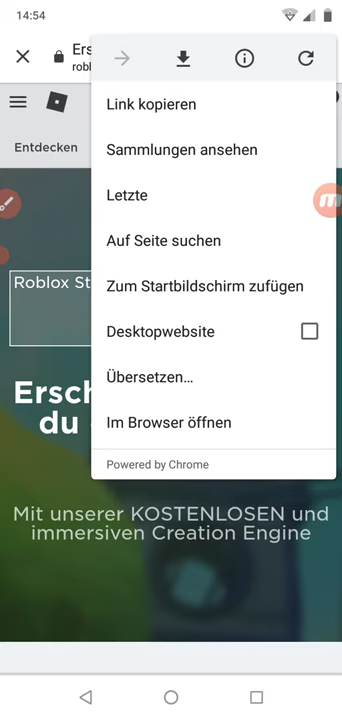 14:54
Ers
robl
Link kopieren
Sammlungen ansehen
Letzte
Auf Seite suchen
Zum Startbildschirm zufügen
Desktopwebsite
Übersetzen...
Im Browser öffnen
Powered by Chrome
Entdecken
Roblox St
Ersch
du
Mit unserer KOSTENLOSEN und
immersiven Creation Engine